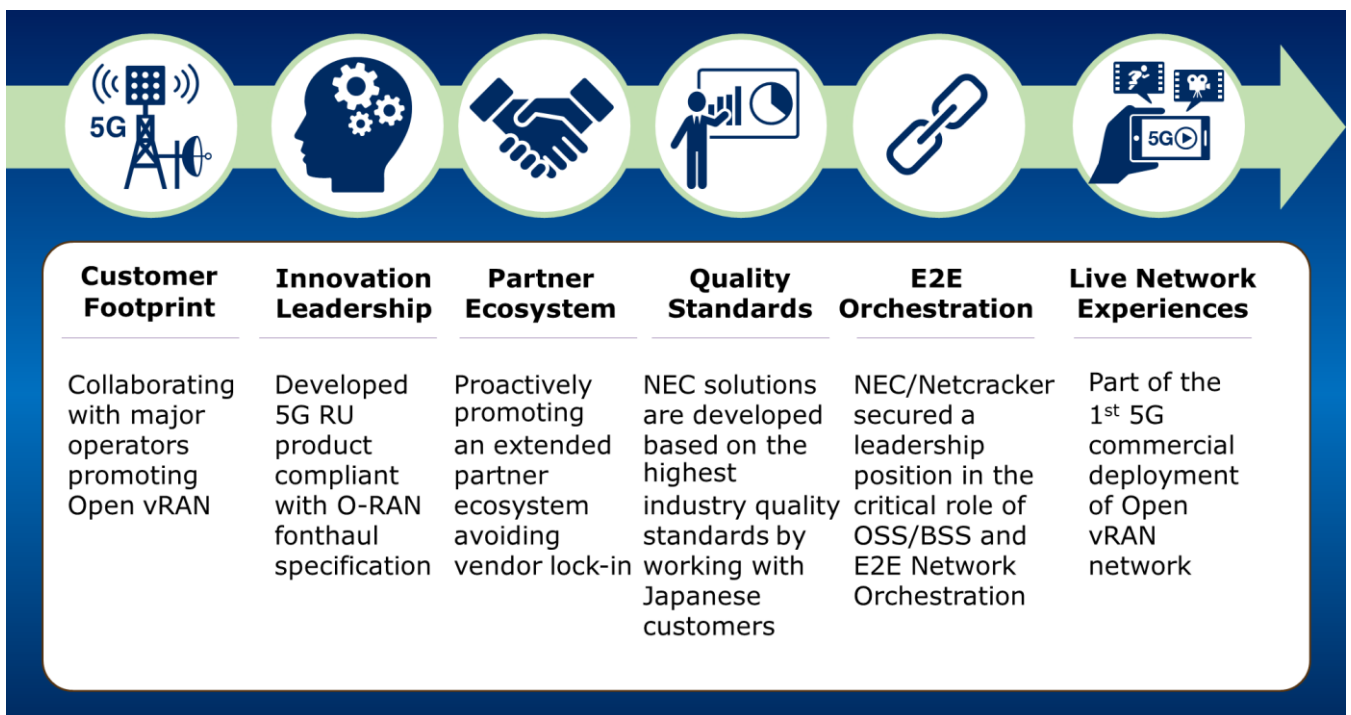 5G
5G
Customer
Footprint
Collaborating
with major
operators
promoting
Open vRAN
Innovation
Leadership
Developed
5G RU
product
compliant
with O-RAN
fonthaul
specification
Partner
Ecosystem
Proactively
promoting
an extended
partner
ecosystem
avoiding
vendor lock-in
Quality
Standards
NEC solutions
are developed
based on the
highest
industry quality
standards by
working with
Japanese
customers
E2E
Orchestration
NEC/Netcracker
secured a
leadership
position in the
critical role of
OSS/BSS and
E2E Network
Orchestration
Live Network
Experiences
Part of the
1st 5G
commercial
deployment
of Open
vRAN
network